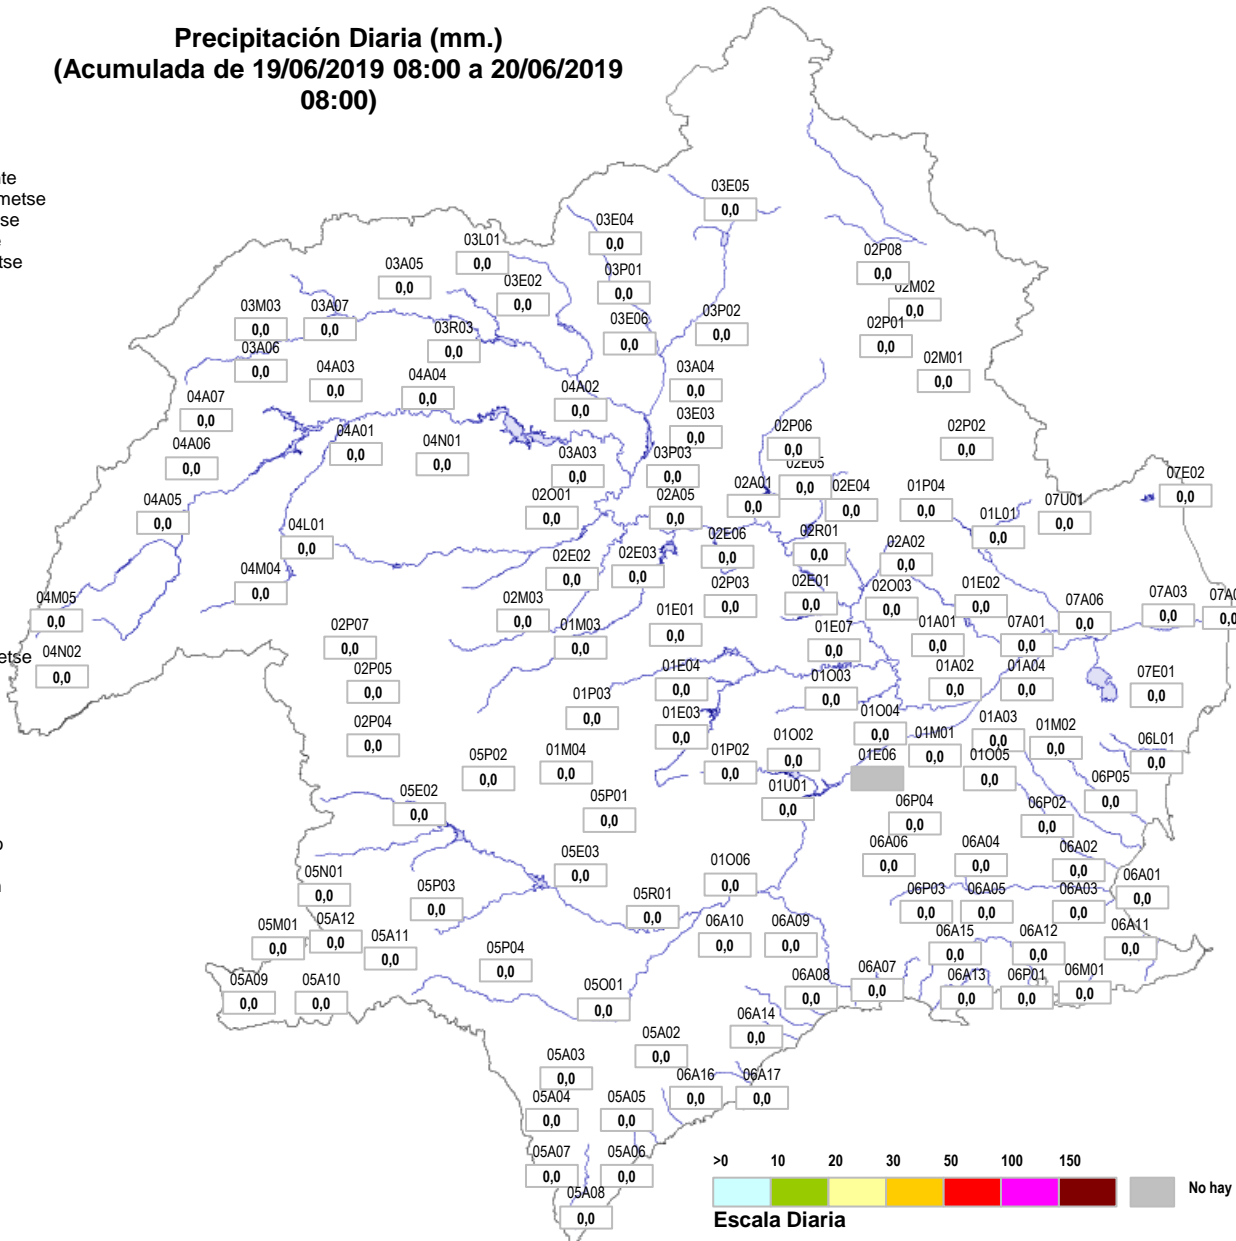 Precipitación Diaria (mm.)
(Acumulada de 19/06/2019 08:00 a 20/06/2019
08:00)
03E05
0,0
03E04
0,0
03L01
0,0
02P08
0,0
03A05
0,0
03P01
0,0
03E02
0,0
02M02
0,0
03M03
0,0
03A07
0,0
03P02
0,0
03E06
0,0
02P01
0,0
03R03
0,0
03A06
0,0
02M01
0,0
04A03
0,0
03A04
0,0
04A04
0,0
04A02
0,0
04A07
0,0
03E03
0,0
02P06
0,0
02P02
0,0
04A01
0,0
04N01
0,0
04A06
0,0
03A03
0,0
03P03
0,0
02E05
0,0
07E02
0,0
02A01
0,0
02E04
0,0
01P04
0,0
04A05
0,0
02O01
0,0
02A05
0,0
07U01
0,0
01L01
0,0
04L01
0,0
02E06
0,0
02R01
0,0
02A02
0,0
02E02
0,0
02E03
0,0
04M04
0,0
02P03
0,0
02E01
0,0
02O03
0,0
01E02
0,0
04M05
0,0
02M03
0,0
07A06
0,0
07A03
0,0
07A0
0,0
01E01
0,0
02P07
0,0
01M03
0,0
01E07
0,0
01A01
0,0
07A01
0,0
etse
04N02
0,0
02P05
0,0
01E04
0,0
01O03
0,0
01A02
0,0
01A04
0,0
07E01
0,0
01P03
0,0
01E03
0,0
01O04
0,0
02P04
0,0
01A03
0,0
01M02
0,0
01M01
0,0
06L01
0,0
05P02
0,0
01M04
0,0
01P02
0,0
01O02
0,0
01E06
01O05
0,0
05E02
0,0
05P01
0,0
01U01
0,0
06P05
0,0
06P04
0,0
06P02
0,0
05E03
0,0
01O06
0,0
06A06
0,0
06A04
0,0
06A02
0,0
05N01
0,0
05P03
0,0
05R01
0,0
06P03
0,0
06A05
0,0
06A03
0,0
06A01
0,0
05M01
0,0
05A12
0,0
05A11
0,0
06A10
0,0
06A09
0,0
06A15
0,0
06A12
0,0
06A11
0,0
05P04
0,0
05A09
0,0
05A10
0,0
05O01
0,0
06A08
0,0
06A07
0,0
06A13
0,0
06P01
0,0
06M01
0,0
06A14
0,0
05A02
0,0
05A03
0,0
06A16
0,0
06A17
0,0
05A04
0,0
05A05
0,0
05A07
0,0
05A06
0,0
05A08
0,0
>0 10 20 30 50 100 150
No hay
Escala Diaria